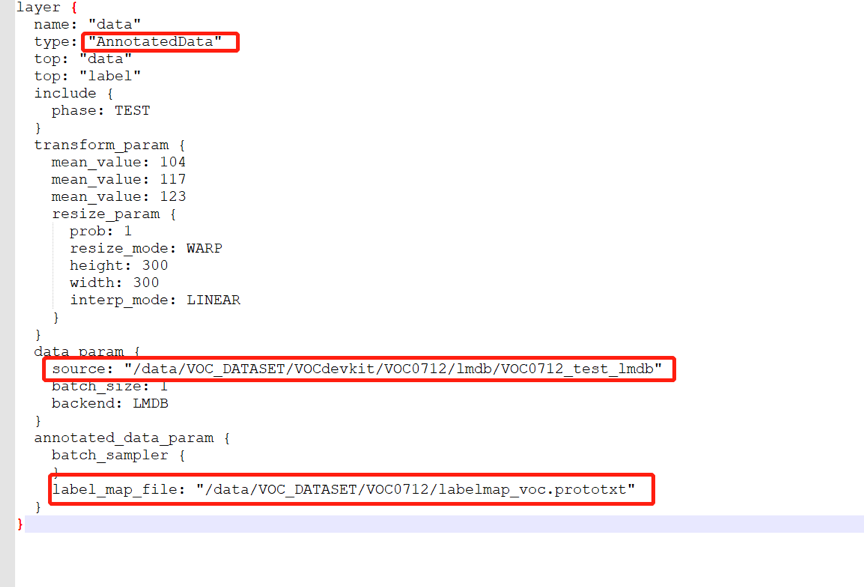 layer {
name: "data"
type: "AnnotatedData"
top: "data"
top: "label"
include {
phase: TEST
}
transform_param {
mean_value: 104
mean_value: 117
mean_value: 123
resize_param {
prob: 1
resize_mode: WARP
height: 300
width: 300
interp_mode: LINEAR
}
}
data_param {
source: "/data/VOC_DATASET/VOCdevkit/VOC0712/lmdb/VOC0712_test_lmdb"
batch_size: 1
backend: LMDB
}
annotated_data_param {
batch_sampler {
}
label_map_file: "/data/VOC_DATASET/VOC0712/labelmap_voc.prototxt"
}
}